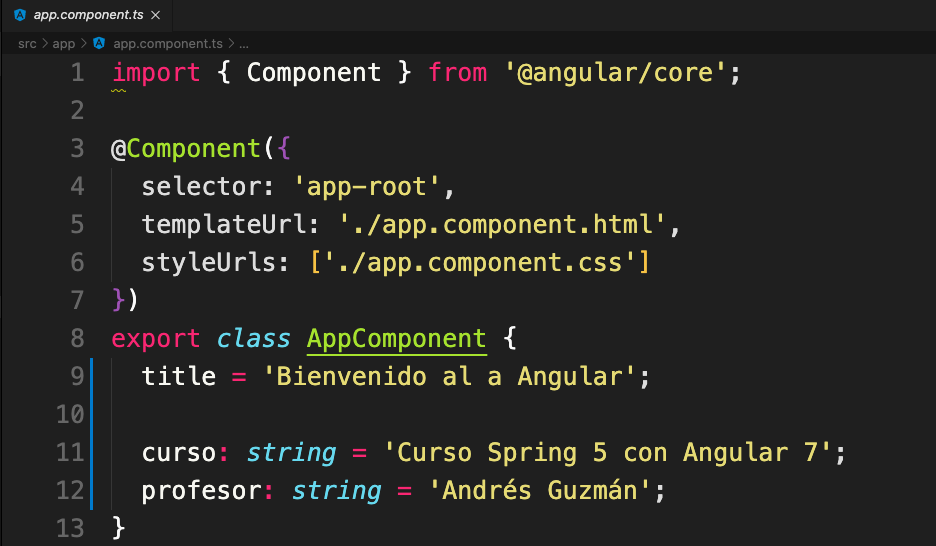 app.component.ts ×
src > app > app.component.ts > ...
1 import { Component } from '@angular/core';
2
3 @Component({
4   selector: 'app-root',
5   templateUrl: './app.component.html',
6   styleUrls: ['./app.component.css']
7 })
8 export class AppComponent {
9   title = 'Bienvenido al a Angular';
10
11   curso: string = 'Curso Spring 5 con Angular 7';
12   profesor: string = 'Andrés Guzmán';
13 }